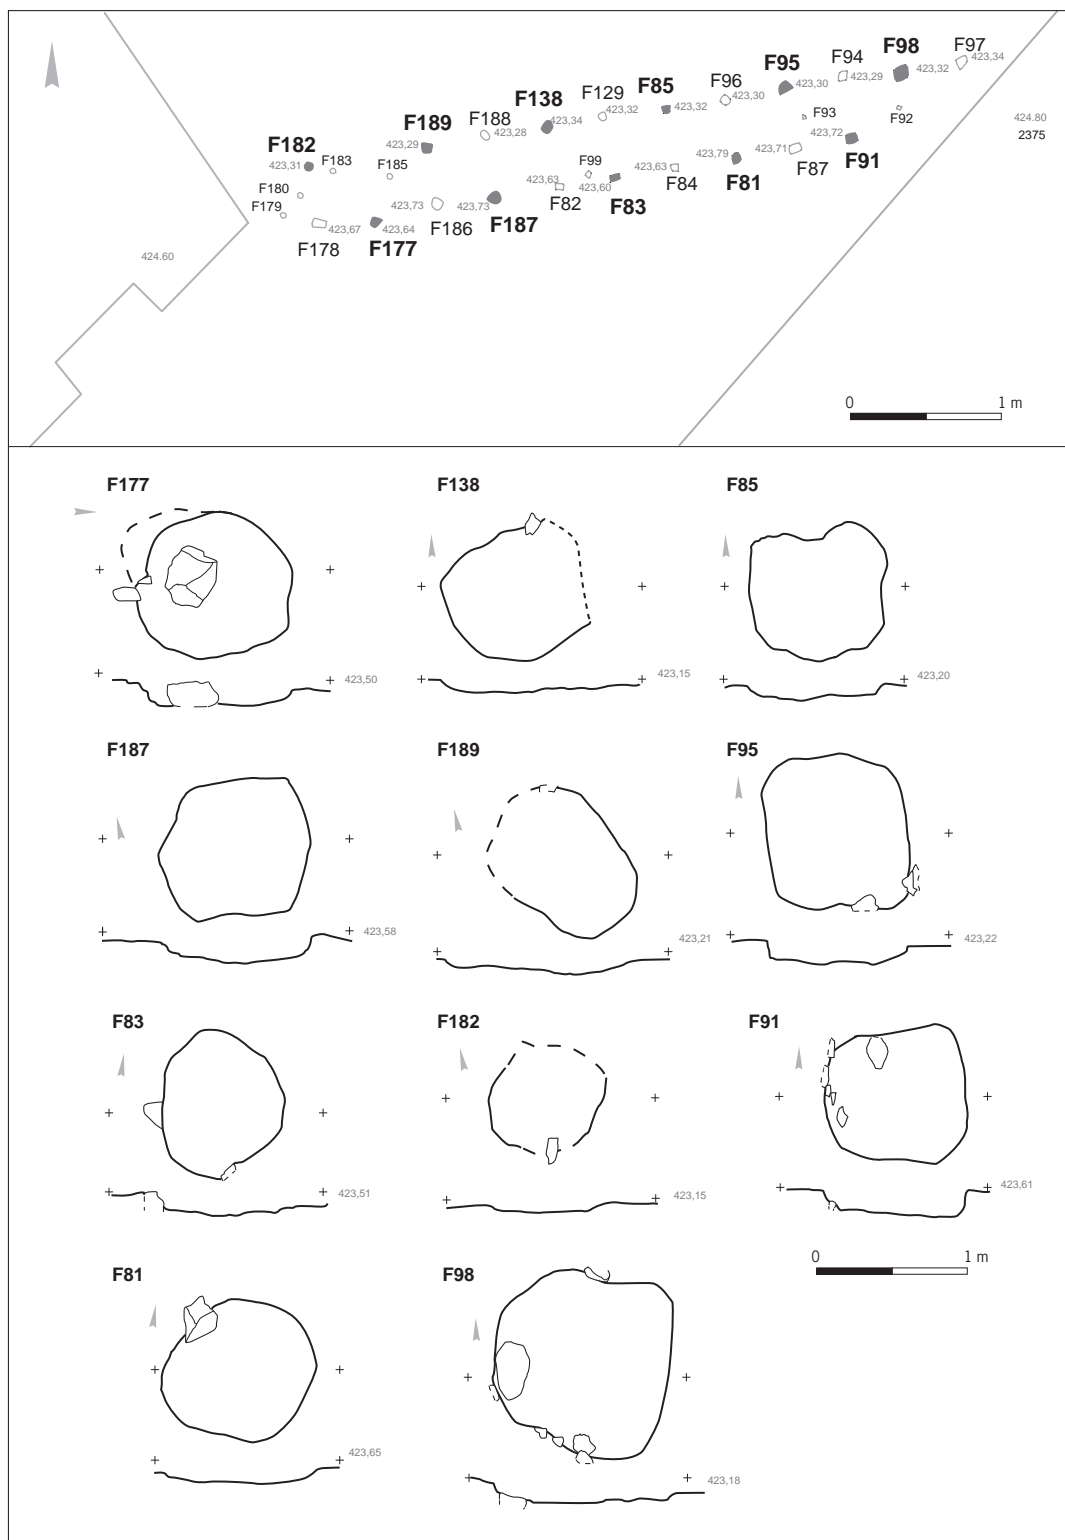 F97
F98
423,34
F94
423,32
F95
423,29
F96
423,30
F85
423,30
F129
423,32
F138
423,32
F188
423,34
F189
423,28
423,29
F182
423,31
F183
F185
F180
F179
F93
F92
424.80
2375
423,72
F91
423,71
F87
423,79
F81
423,63
F84
F99
423,63
423,60
F82
F83
423,73
F187
423,73
F186
423,64
F177
423,67
F178
424.60
0 1 m
F177
423,50
F138
423,15
F85
423,20
F187
423,58
F189
423,21
F95
423,22
F83
423,51
F182
423,15
F91
423,61
0 1 m
F81
423,65
F98
423,18